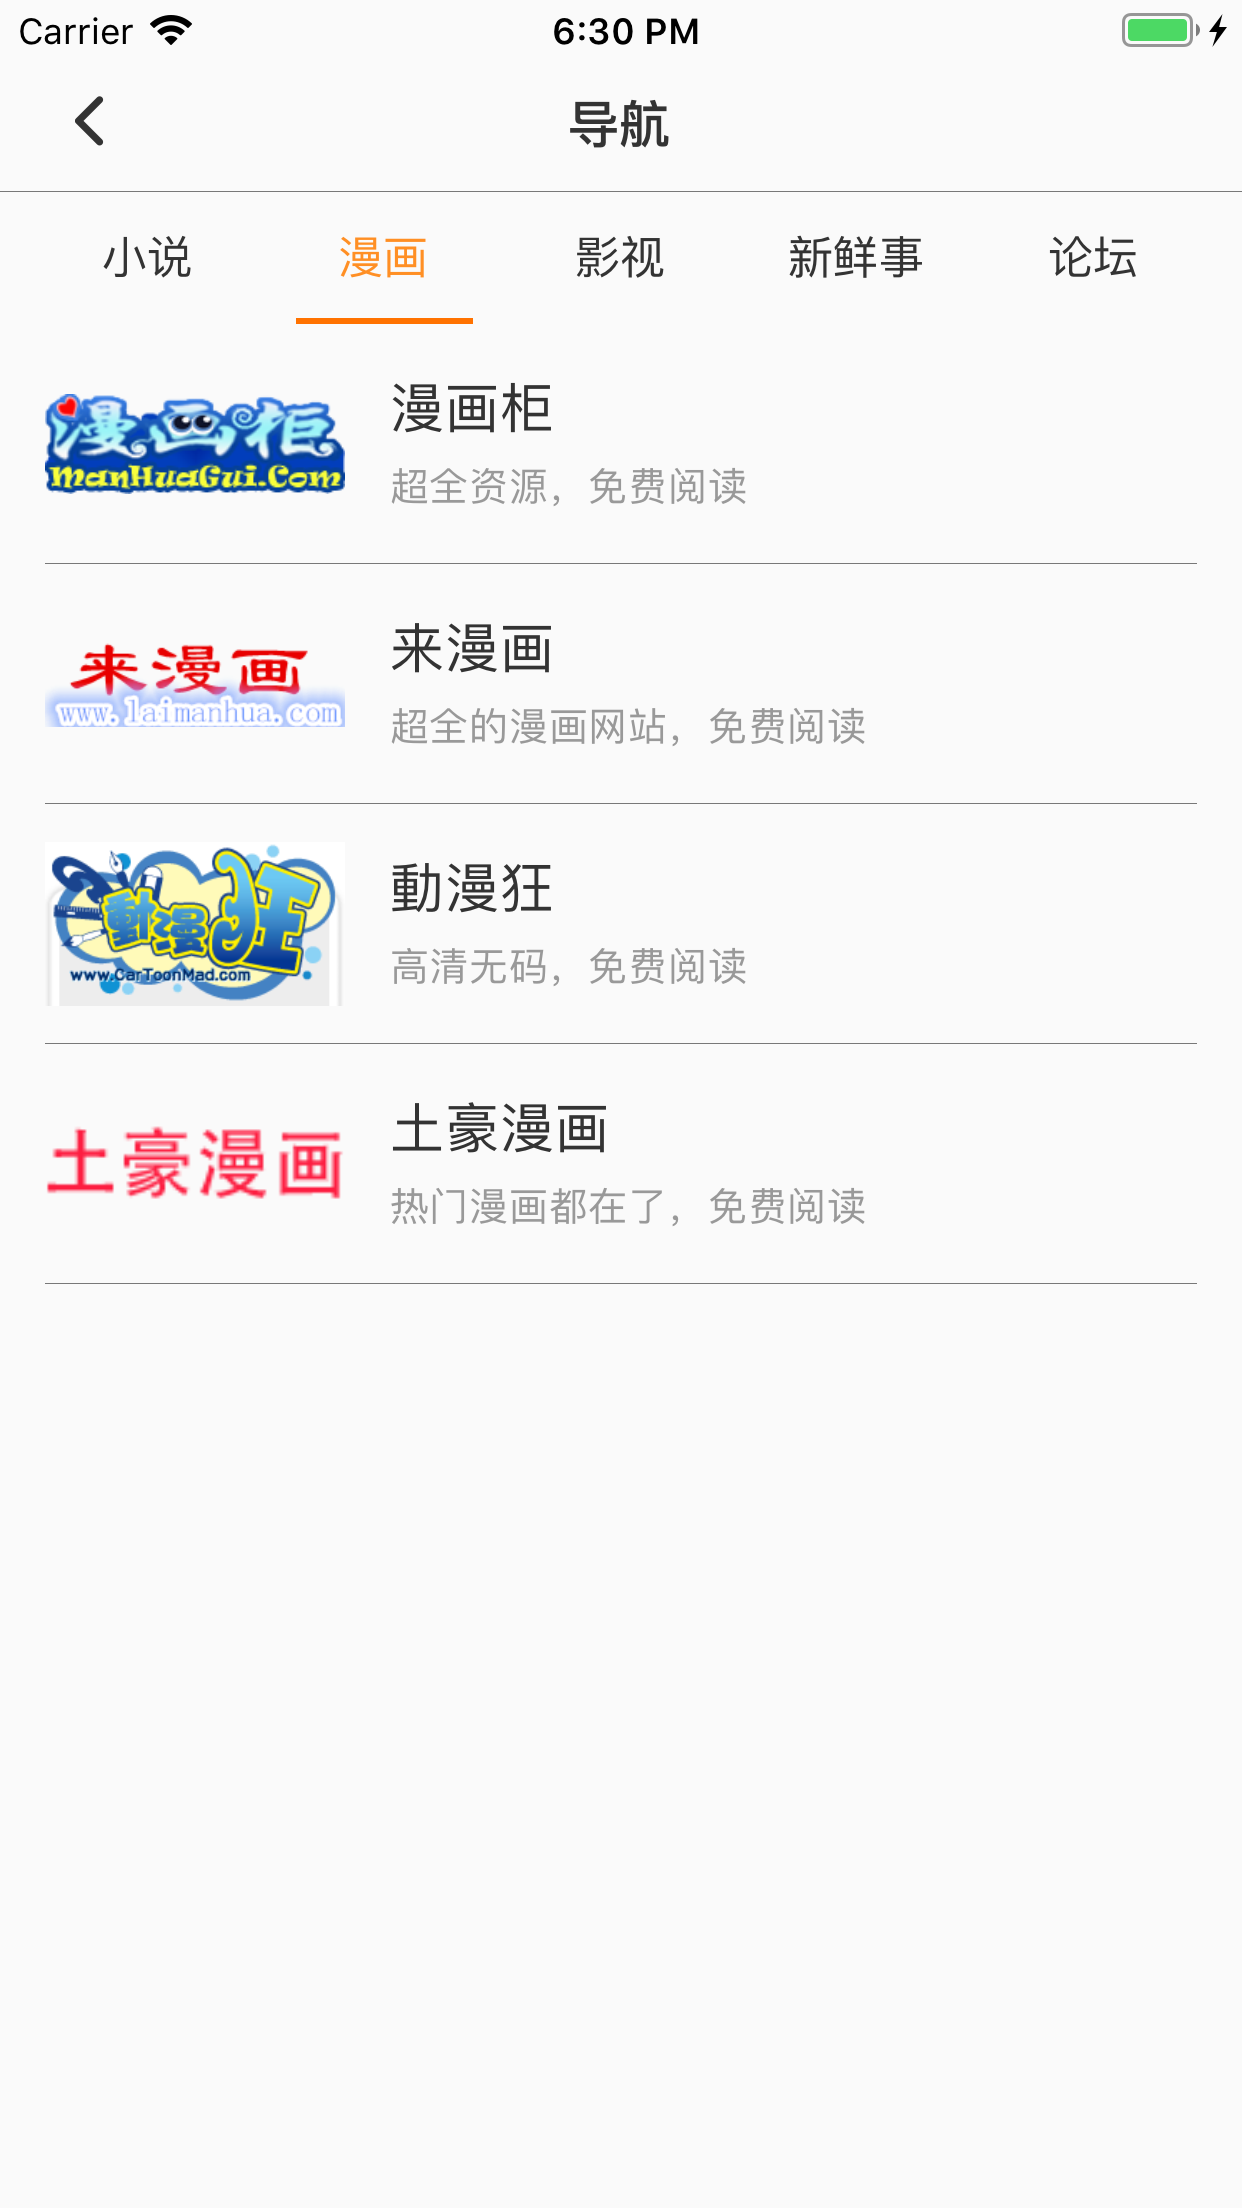 Carrier 6:30 PM
导航
小说 漫画 影视 新鲜事 论坛
漫画柜
ManHuaGui.Com
漫画柜
超全资源，免费阅读
来漫画
www.laimanhua.com
来漫画
超全的漫画网站，免费阅读
動漫狂
www.CarToonMad.com
動漫狂
高清无码，免费阅读
土豪漫画
土豪漫画
热门漫画都在了，免费阅读